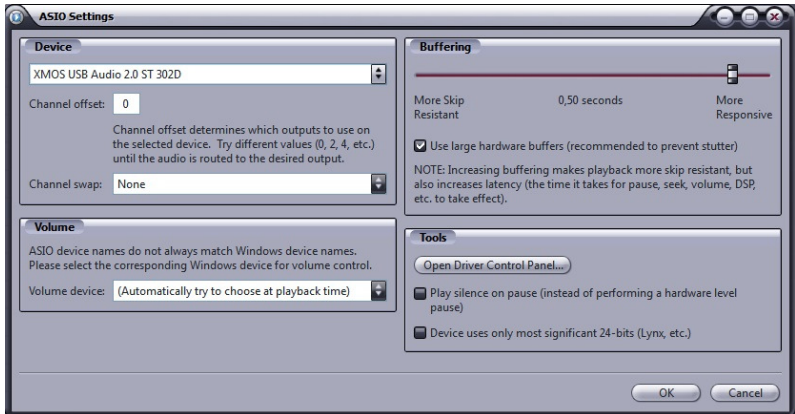 ASIO Settings
Device
XMOS USB Audio 2.0 ST 302D
Channel offset: 0
Channel offset determines which outputs to use on
the selected device. Try different values (0, 2, 4, etc.)
until the audio is routed to the desired output.
Channel swap: None
Volume
ASIO device names do not always match Windows device names.
Please select the corresponding Windows device for volume control.
Volume device: (Automatically try to choose at playback time)
Buffering
More Skip
Resistant
0,50 seconds
More
Responsive
Use large hardware buffers (recommended to prevent stutter)
NOTE: Increasing buffering makes playback more skip resistant, but
also increases latency (the time it takes for pause, seek, volume, DSP,
etc. to take effect).
Tools
Open Driver Control Panel...
Play silence on pause (instead of performing a hardware level
pause)
Device uses only most significant 24-bits (Lynx, etc.)
OK
Cancel